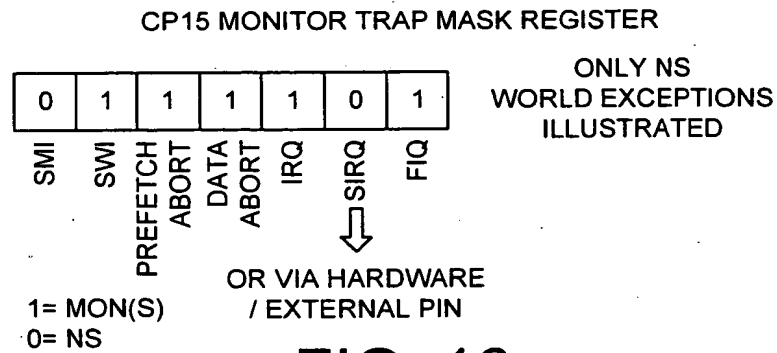 CP15 MONITOR TRAP MASK REGISTER
0 1 1 1 1 0 1
ONLY NS
WORLD EXCEPTIONS
ILLUSTRATED
SMI
SWI
PREFETCH
ABORT
DATA
ABORT
IRQ
SIRQ
FIQ
OR VIA HARDWARE
/ EXTERNAL PIN
1= MON(S)
0= NS